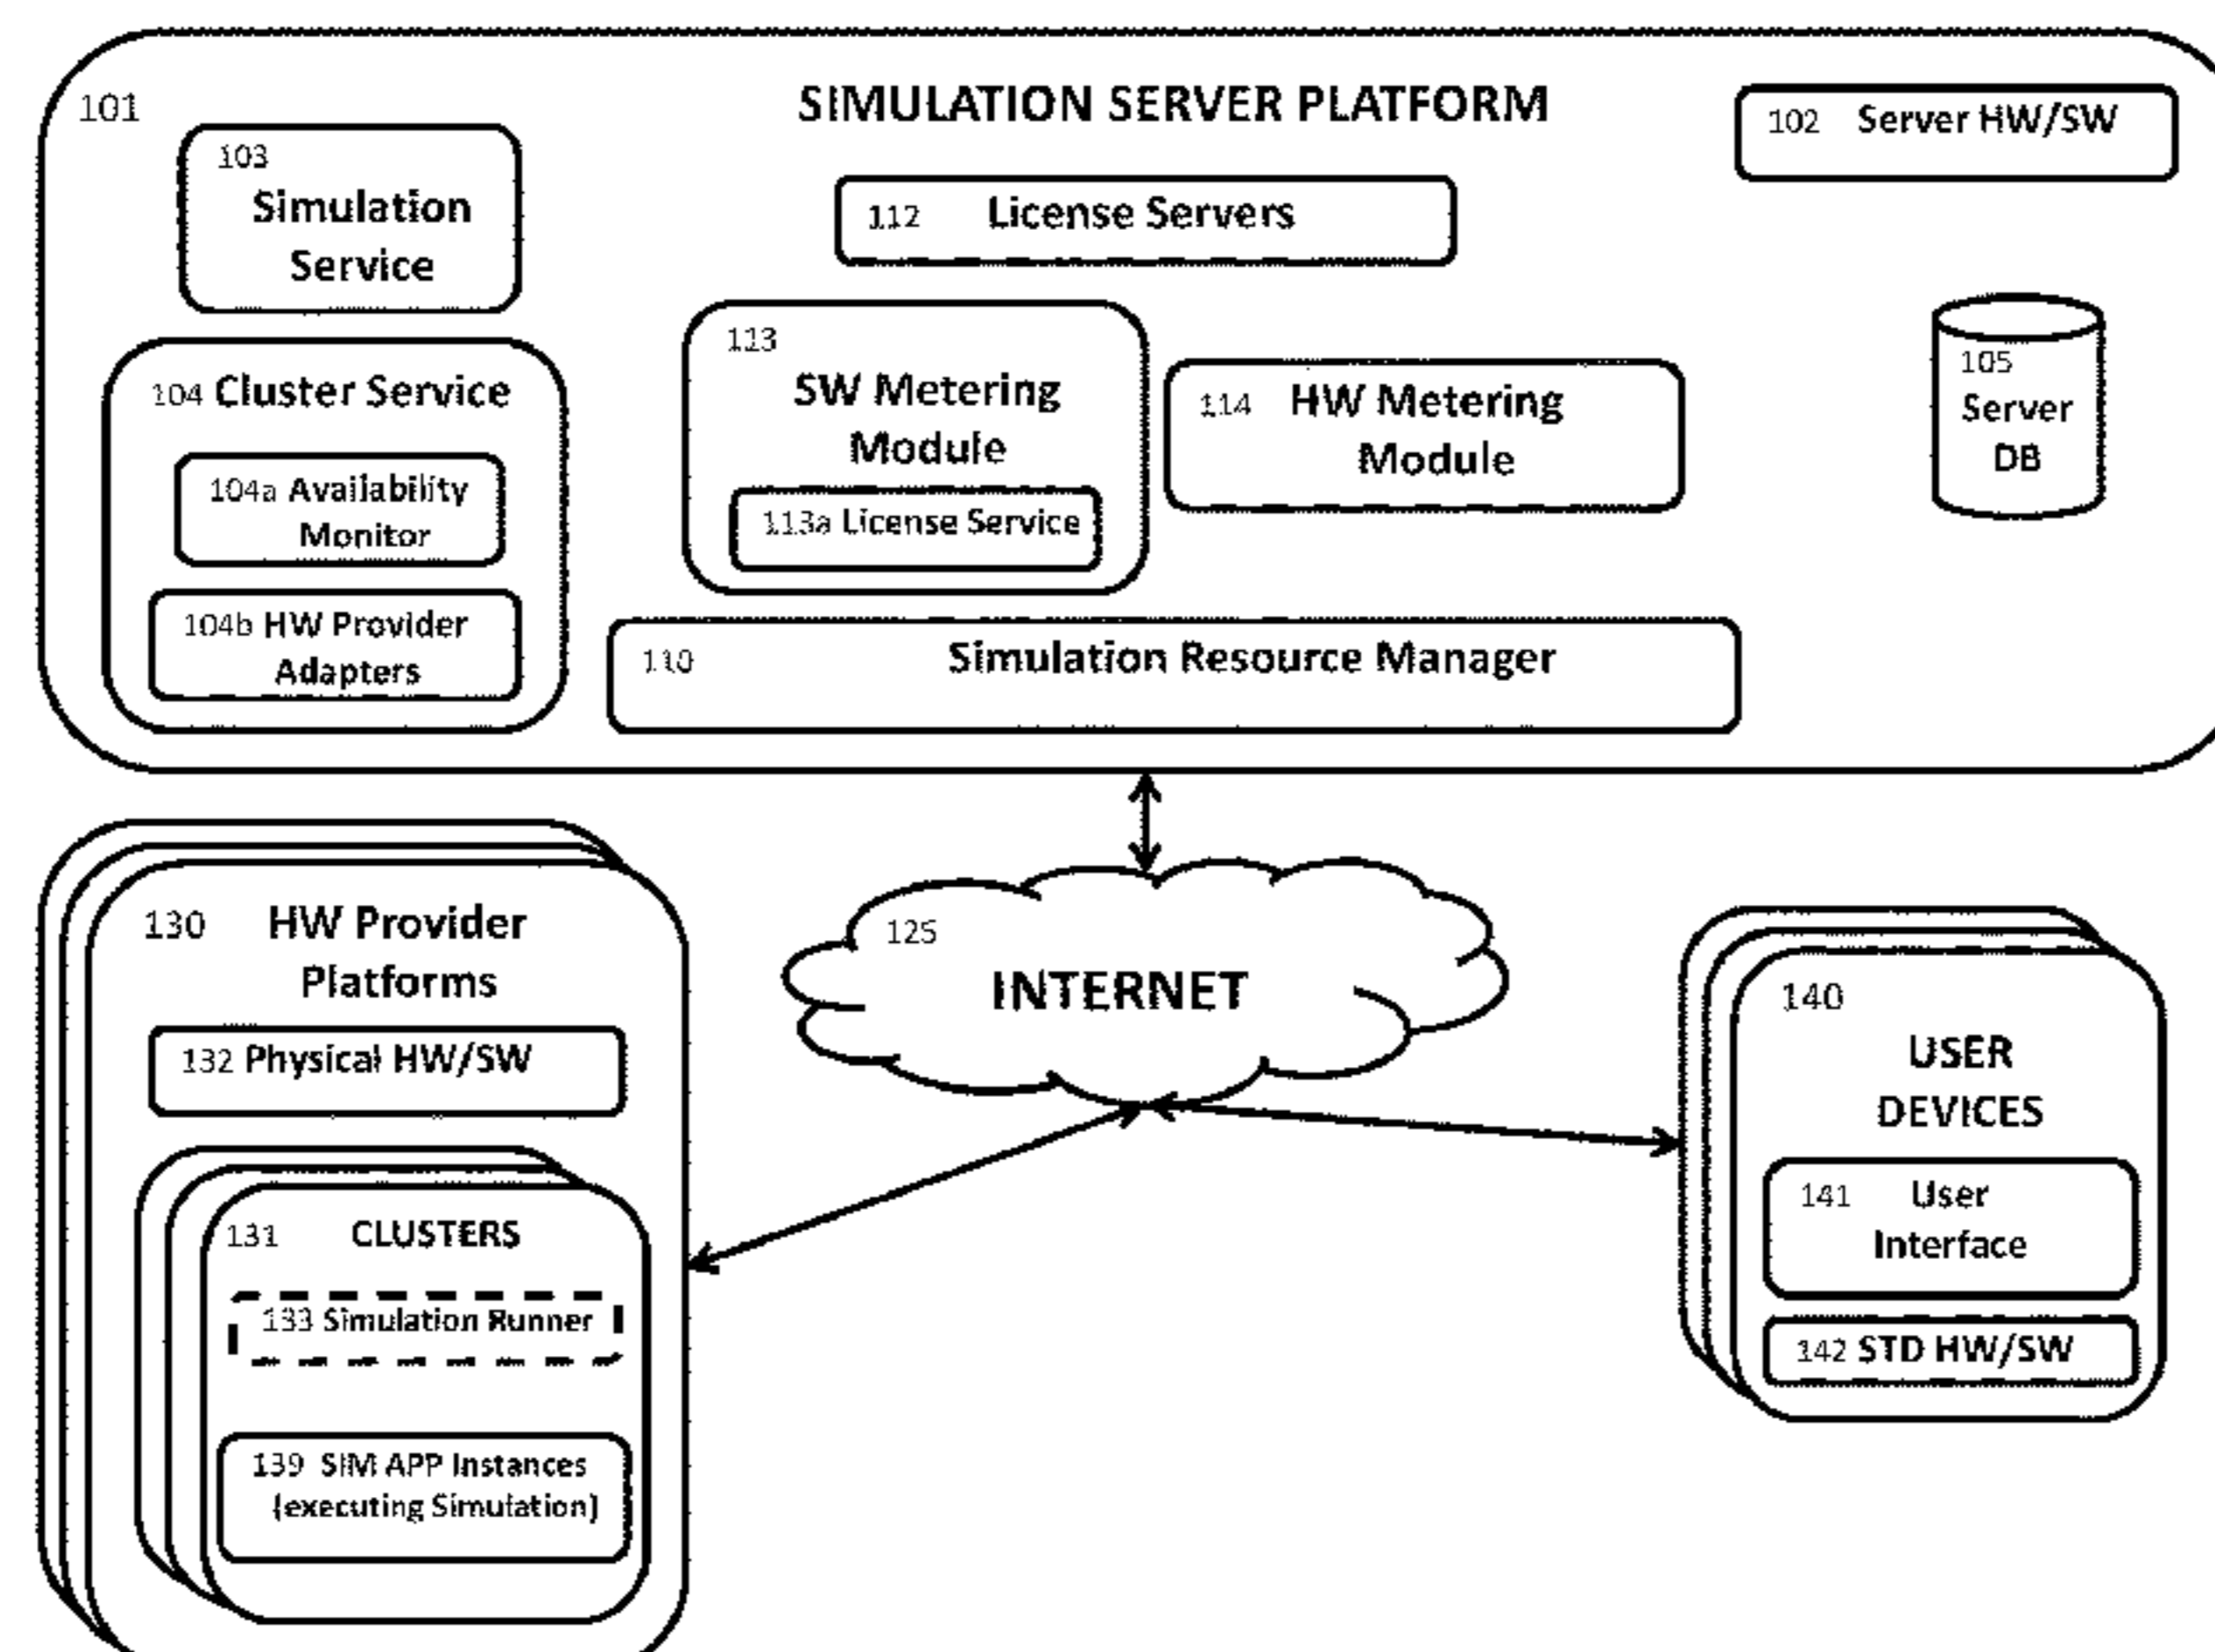 101
SIMULATION SERVER PLATFORM
102 Server HW/SW
103
Simulation
Service
112 License Servers
104 Cluster Service
104a Availability
Monitor
104b HW Provider
Adapters
113
SW Metering
Module
113a License Service
114 HW Metering
Module
105
Server
DB
110 Simulation Resource Manager
130 HW Provider
Platforms
132 Physical HW/SW
131 CLUSTERS
133 Simulation Runner
139 SIM APP Instances
(executing Simulation)
125
INTERNET
140
USER
DEVICES
141 User
Interface
142 STD HW/SW